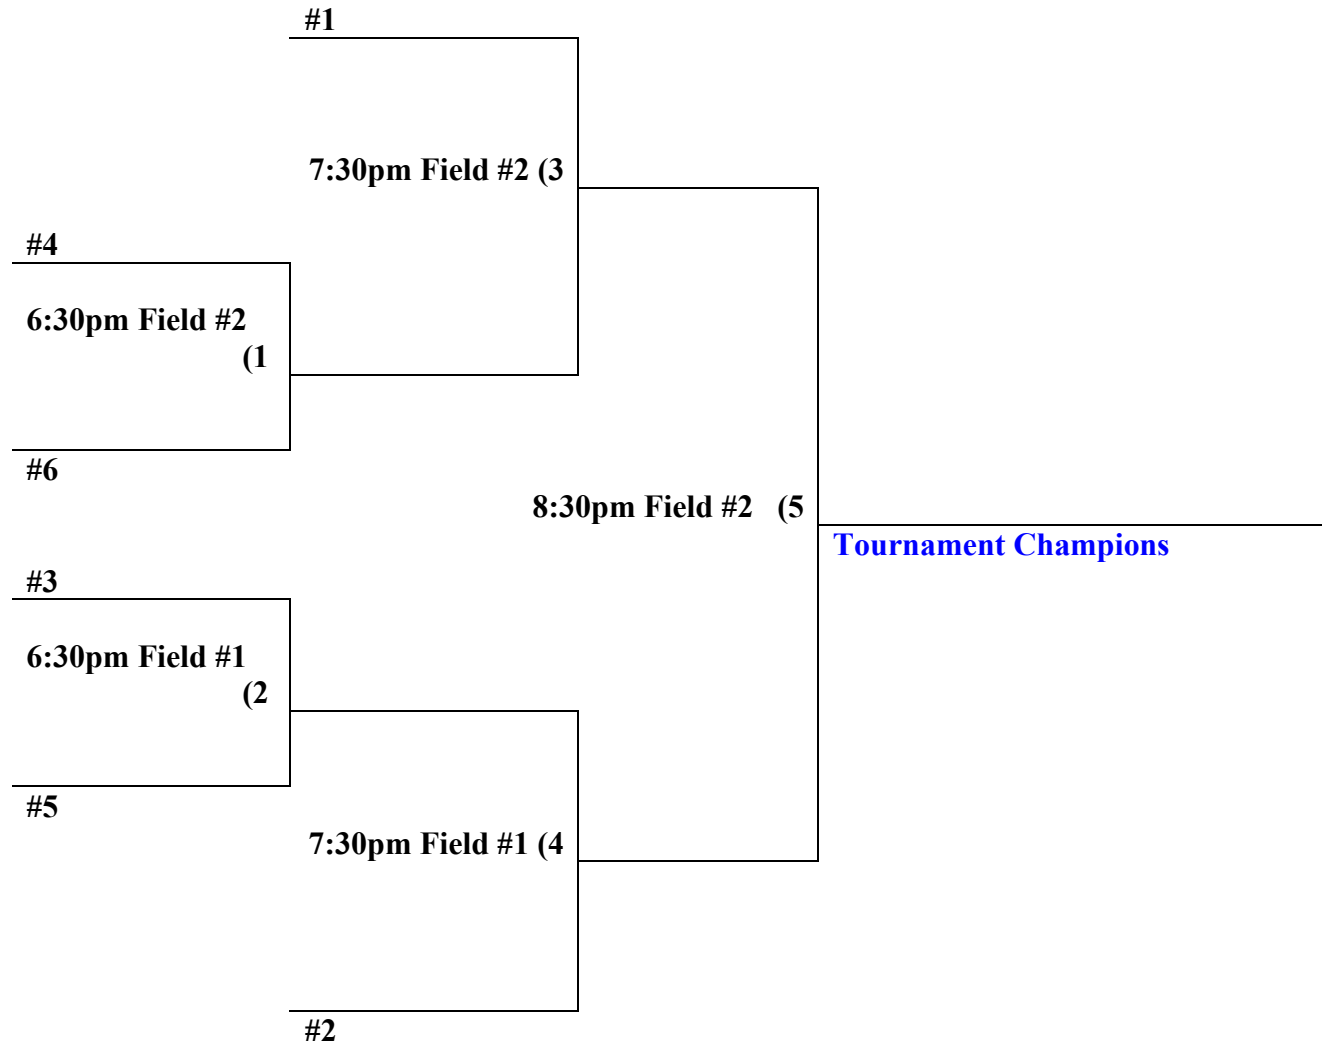 #1
7:30pm Field #2 (3
#4
6:30pm Field #2
(1
#6
8:30pm Field #2   (5
Tournament Champions
#3
6:30pm Field #1
(2
#5
7:30pm Field #1 (4
#2